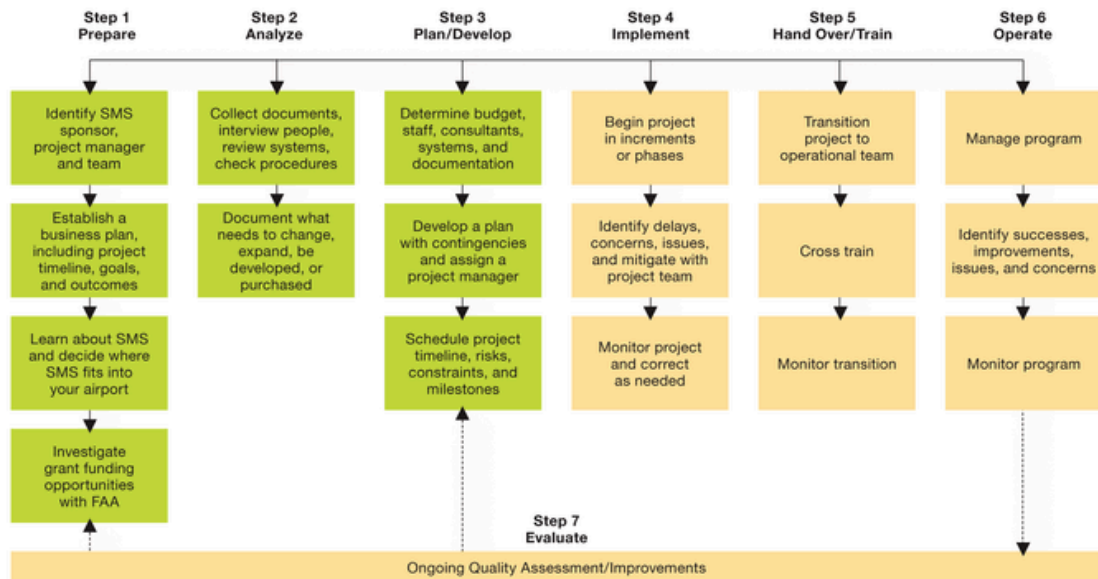 Step 1
Prepare
Step 2
Analyze
Step 3
Plan/Develop
Step 4
Implement
Step 5
Hand Over/Train
Step 6
Operate
Identify SMS
sponsor,
project manager
and team
Collect documents,
interview people,
review systems,
check procedures
Determine budget,
staff, consultants,
systems, and
documentation
Begin project
in increments
or phases
Transition
project to
operational team
Manage program
Establish a
business plan,
including project
timeline, goals,
and outcomes
Document what
needs to change,
expand, be
developed, or
purchased
Develop a plan
with contingencies
and assign a
project manager
Identify delays,
concerns, issues,
and mitigate with
project team
Cross train
Identify successes,
improvements,
issues, and concerns
Learn about SMS
and decide where
SMS fits into
your airport
Schedule project
timeline, risks,
constraints, and
milestones
Monitor project
and correct
as needed
Monitor transition
Monitor program
Investigate
grant funding
opportunities
with FAA
Step 7
Evaluate
Ongoing Quality Assessment/Improvements